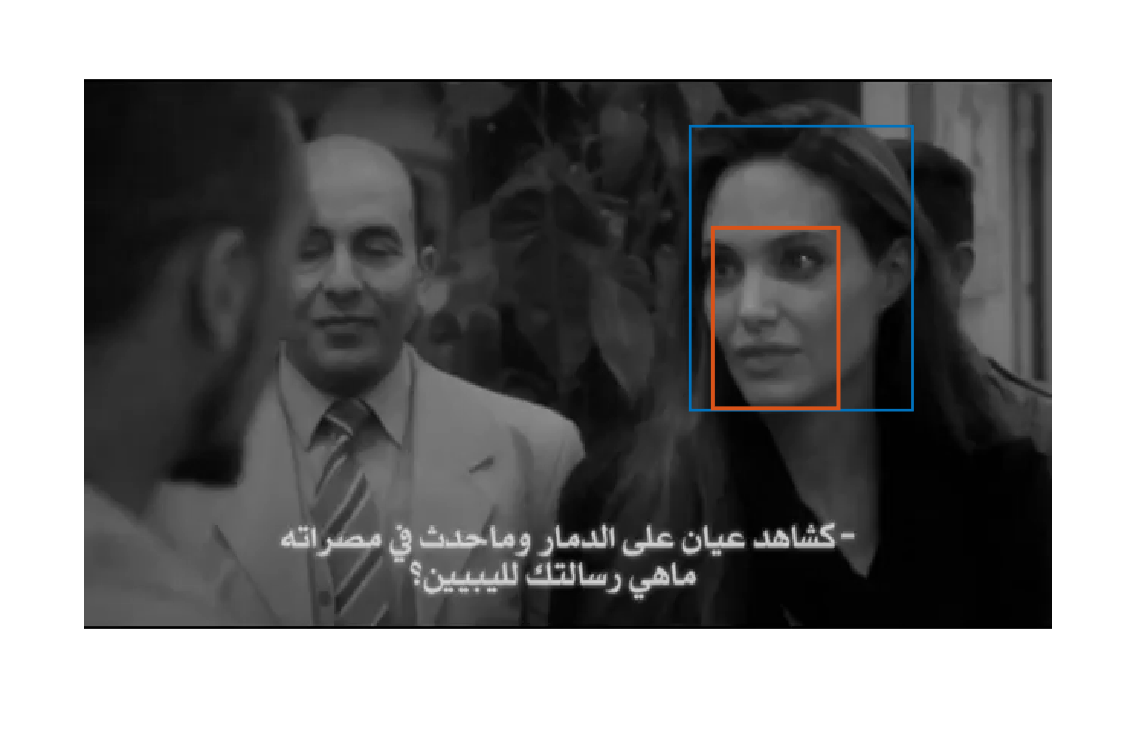 - كشاهد عيان على الدمار وماحدث في مصراته
ماهي رسالتك لليبيين؟